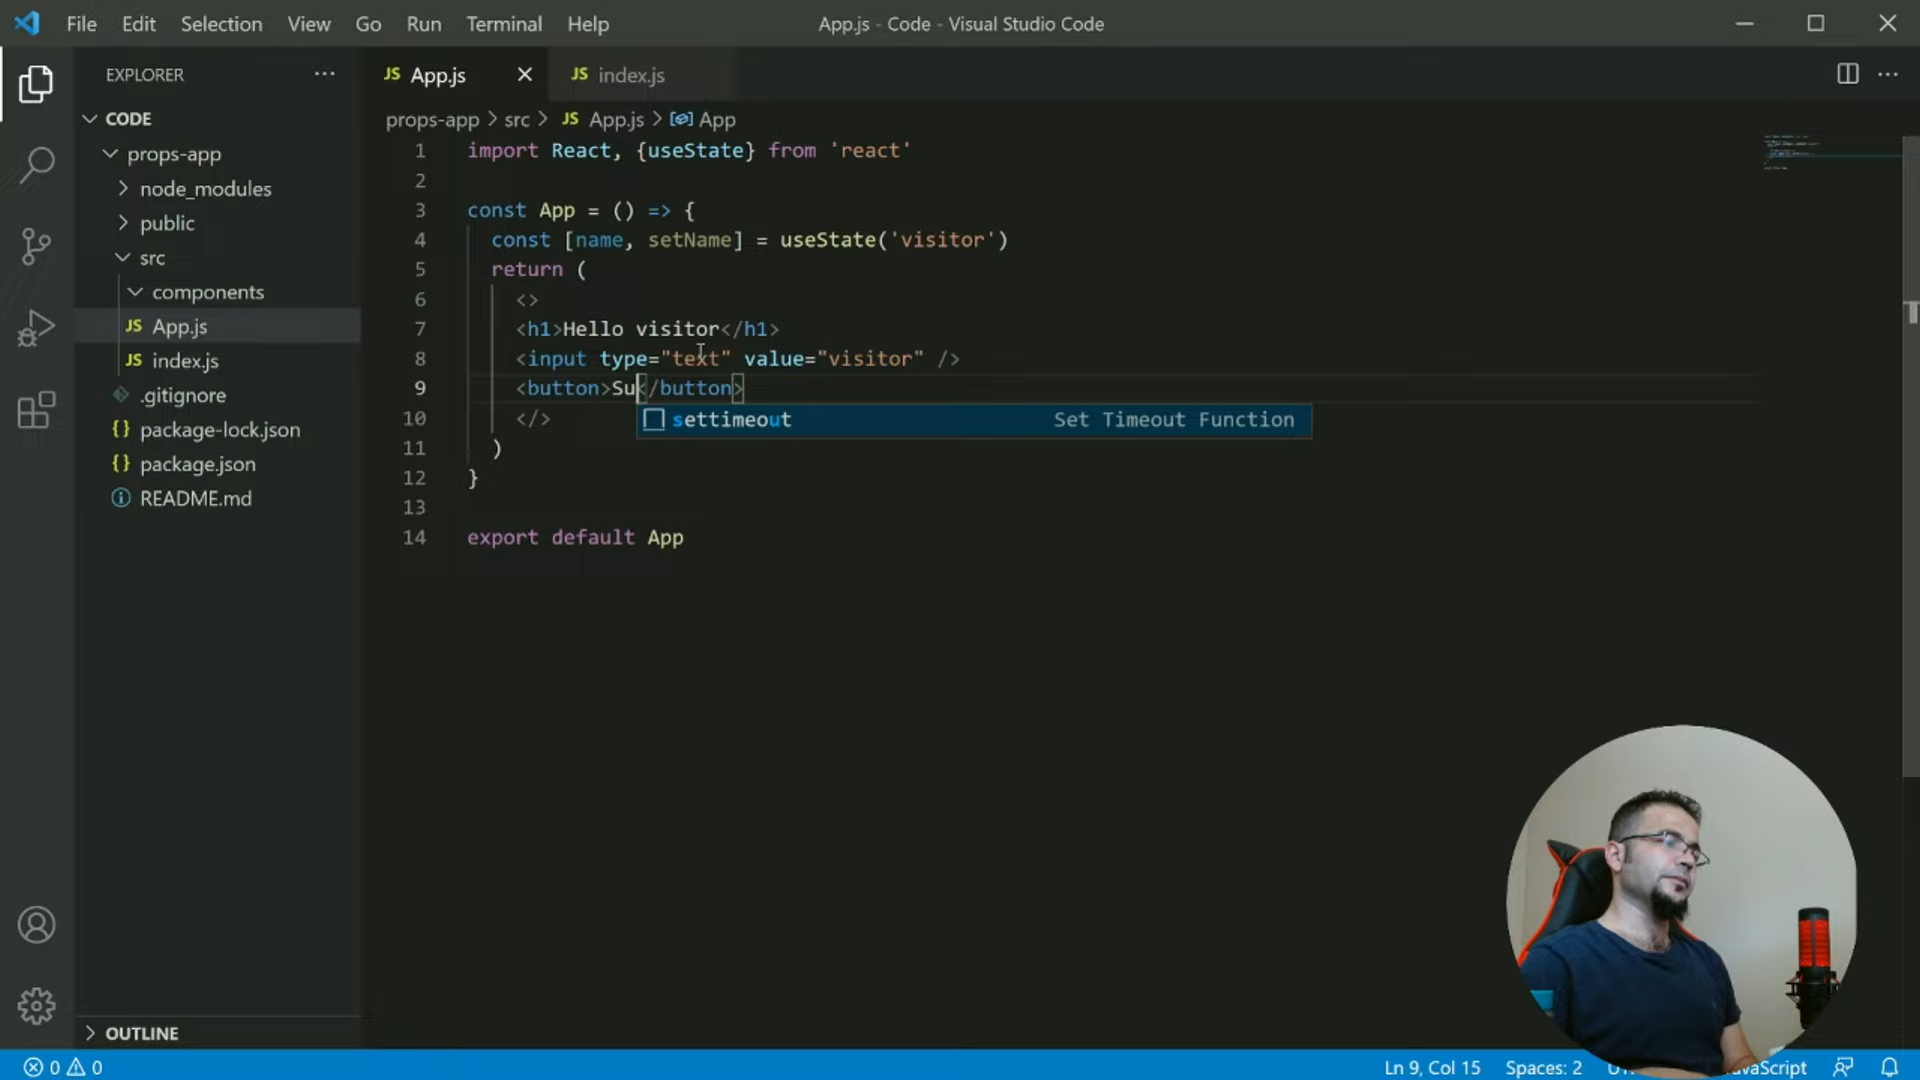 File Edit Selection View Go Run Terminal Help
App.js - Code - Visual Studio Code
EXPLORER
CODE
props-app
node_modules
public
src
components
JS App.js
JS index.js
.gitignore
{} package-lock.json
{} package.json
README.md
OUTLINE
JS App.js
JS index.js
props-app > src > JS App.js > App
1 import React, {useState} from 'react'
2
3 const App = () => {
4 const [name, setName] = useState('visitor')
5 return (
6 <>
7 <h1>Hello visitor</h1>
8 <input type="text" value="visitor" />
9 <button>Su</button>
settimeout Set Timeout Function
10 </>
11 )
12 }
13
14 export default App
0 0
Ln 9, Col 15 Spaces: 2